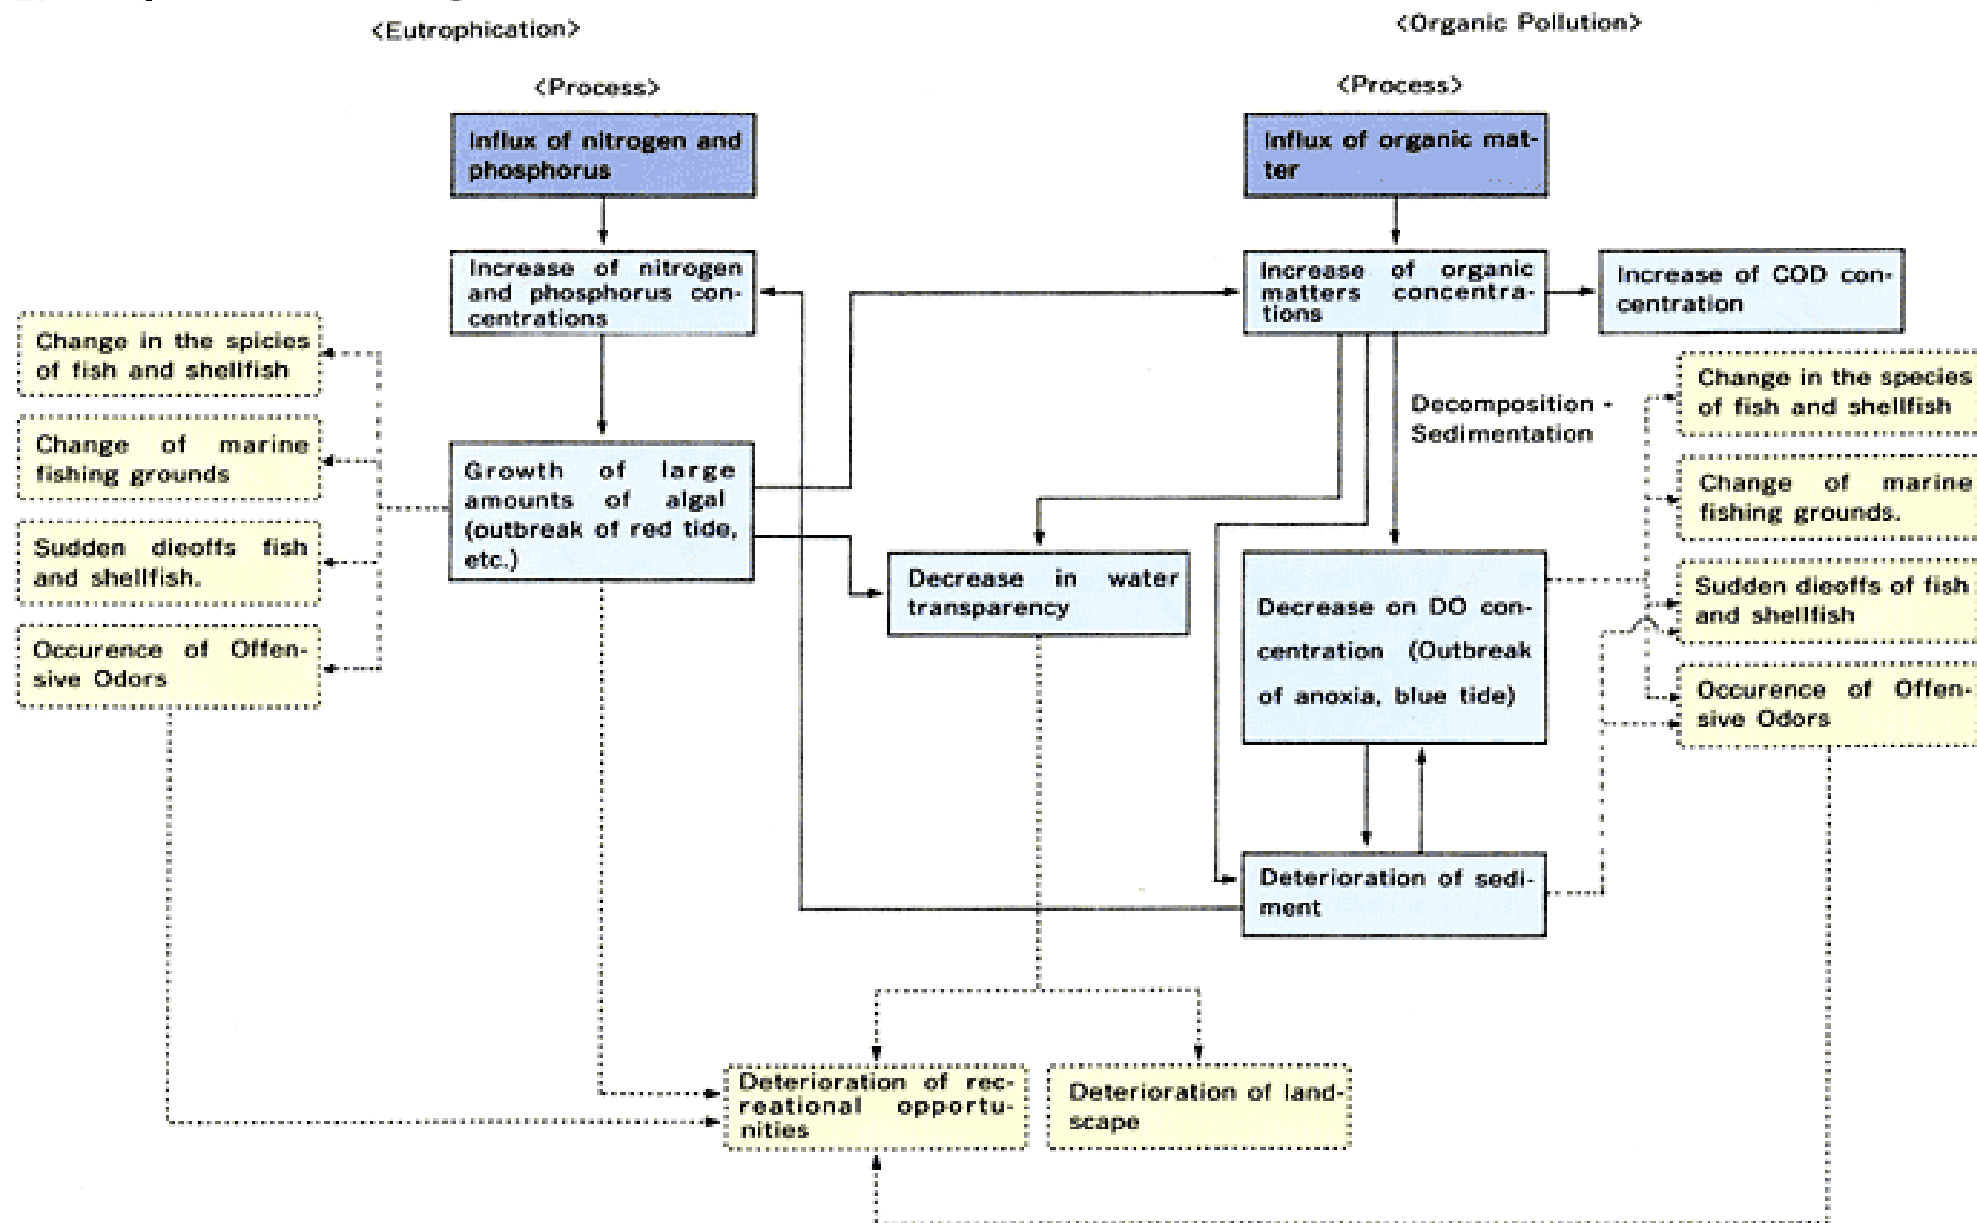 <Eutrophication>
<Organic Pollution>
<Process>
<Process>
Influx of nitrogen and
phosphorus
Influx of organic mat-
ter
Increase of nitrogen
and phosphorus con-
centrations
Increase of organic
matters concentra-
tions
Increase of COD con-
centration
Change in the spicies
of fish and shellfish
Change of marine
fishing grounds
Sudden dieoffs fish
and shellfish.
Occurence of Offen-
sive Odors
Growth of large
amounts of algal
(outbreak of red tide,
etc.)
Decrease in water
transparency
Decomposition ·
Sedimentation
Decrease on DO con-
centration (Outbreak
of anoxia, blue tide)
Deterioration of sedi-
ment
Change in the species
of fish and shellfish
Change of marine
fishing grounds.
Sudden dieoffs of fish
and shellfish
Occurence of Offen-
sive Odors
Deterioration of rec-
reational opportu-
nities
Deterioration of land-
scape